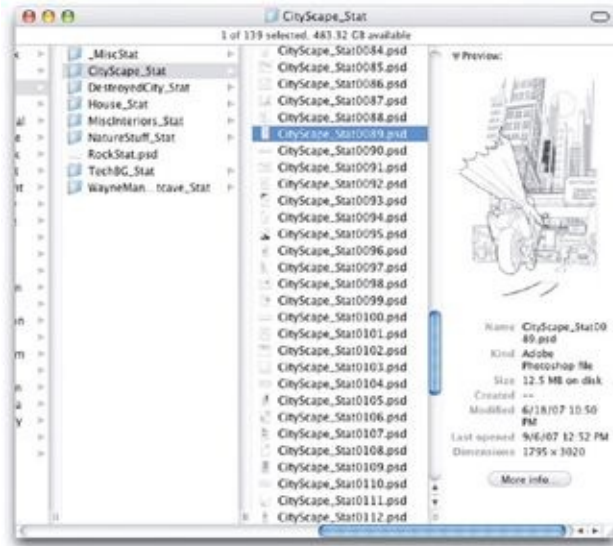 CityScape_Stat
1 of 139 selected, 483.32 GB available
_MiscStat
CityScape_Stat
DestroyedCity_Stat
House_Stat
MiscInteriors_Stat
NatureStuff_Stat
RockStat.psd
TechBG_Stat
WayneMan...tcave_Stat
CityScape_Stat0084.psd
CityScape_Stat0085.psd
CityScape_Stat0086.psd
CityScape_Stat0087.psd
CityScape_Stat0088.psd
CityScape_Stat0089.psd
CityScape_Stat0090.psd
CityScape_Stat0091.psd
CityScape_Stat0092.psd
CityScape_Stat0093.psd
CityScape_Stat0094.psd
CityScape_Stat0095.psd
CityScape_Stat0096.psd
CityScape_Stat0097.psd
CityScape_Stat0098.psd
CityScape_Stat0099.psd
CityScape_Stat0100.psd
CityScape_Stat0101.psd
CityScape_Stat0102.psd
CityScape_Stat0103.psd
CityScape_Stat0104.psd
CityScape_Stat0105.psd
CityScape_Stat0106.psd
CityScape_Stat0107.psd
CityScape_Stat0108.psd
CityScape_Stat0109.psd
CityScape_Stat0110.psd
CityScape_Stat0111.psd
CityScape_Stat0112.psd
Preview:
Name CityScape_Stat00
89.psd
Kind Adobe
Photoshop file
Size 12.5 MB on disk
Created --
Modified 6/18/07 10:50
PM
Last opened 9/6/07 12:52 PM
Dimensions 1795 x 3020
More info...